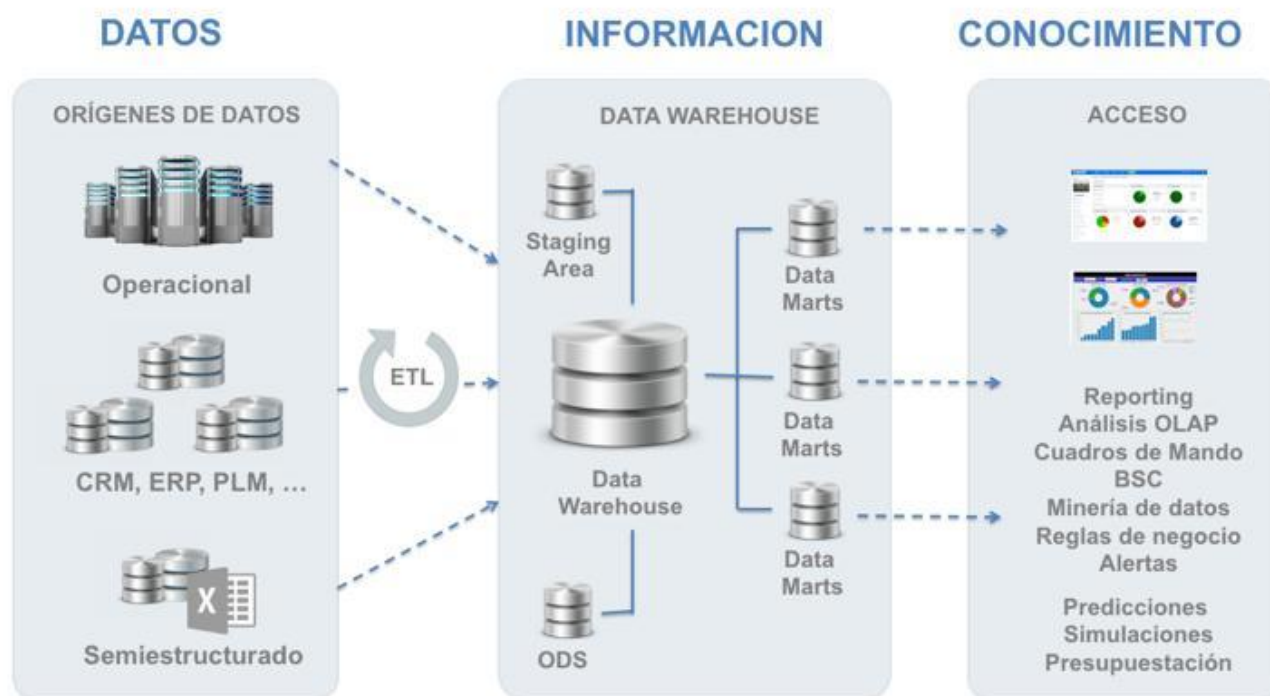 DATOS
INFORMACION
CONOCIMIENTO
ORÍGENES DE DATOS
Operacional
CRM, ERP, PLM, ...
X
Semiestructurado
ETL
DATA WAREHOUSE
Staging
Area
Data
Warehouse
ODS
Data
Marts
Data
Marts
Data
Marts
ACCESO
Reporting
Análisis OLAP
Cuadros de Mando
BSC
Minería de datos
Reglas de negocio
Alertas
Predicciones
Simulaciones
Presupuestación